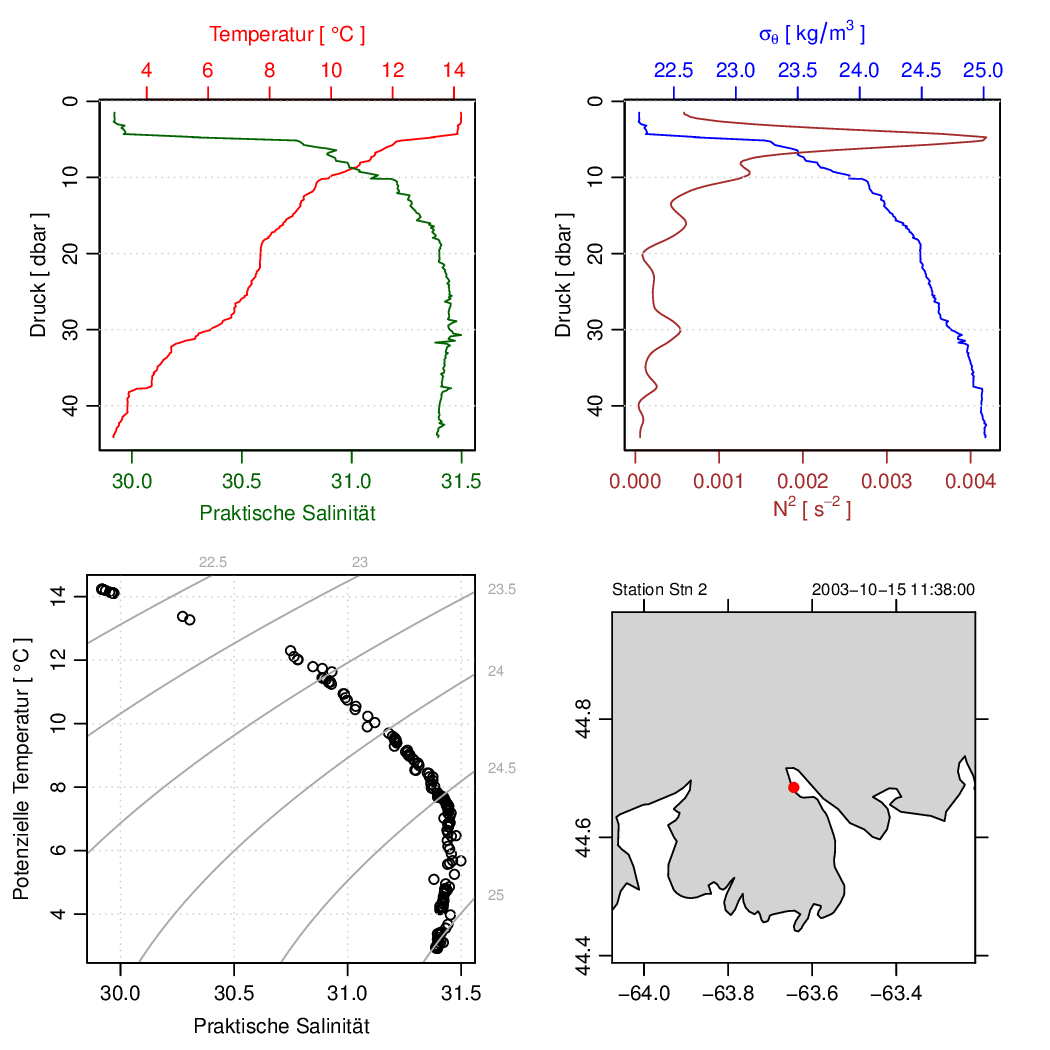 Temperatur [ °C ]
4 6 8 10 12 14
0
10
20
30
40
Druck [ dbar ]
30.0 30.5 31.0 31.5
Praktische Salinität
σθ [ kg/m³ ]
22.5 23.0 23.5 24.0 24.5 25.0
0
10
20
30
40
Druck [ dbar ]
0.000 0.001 0.002 0.003 0.004
N² [ s⁻² ]
22.5 23
23.5
24
24.5
25
14
12
10
8
6
4
Potenzielle Temperatur [ °C ]
30.0 30.5 31.0 31.5
Praktische Salinität
Station Stn 2 2003−10−15 11:38:00
44.8
44.6
44.4
−64.0 −63.8 −63.6 −63.4